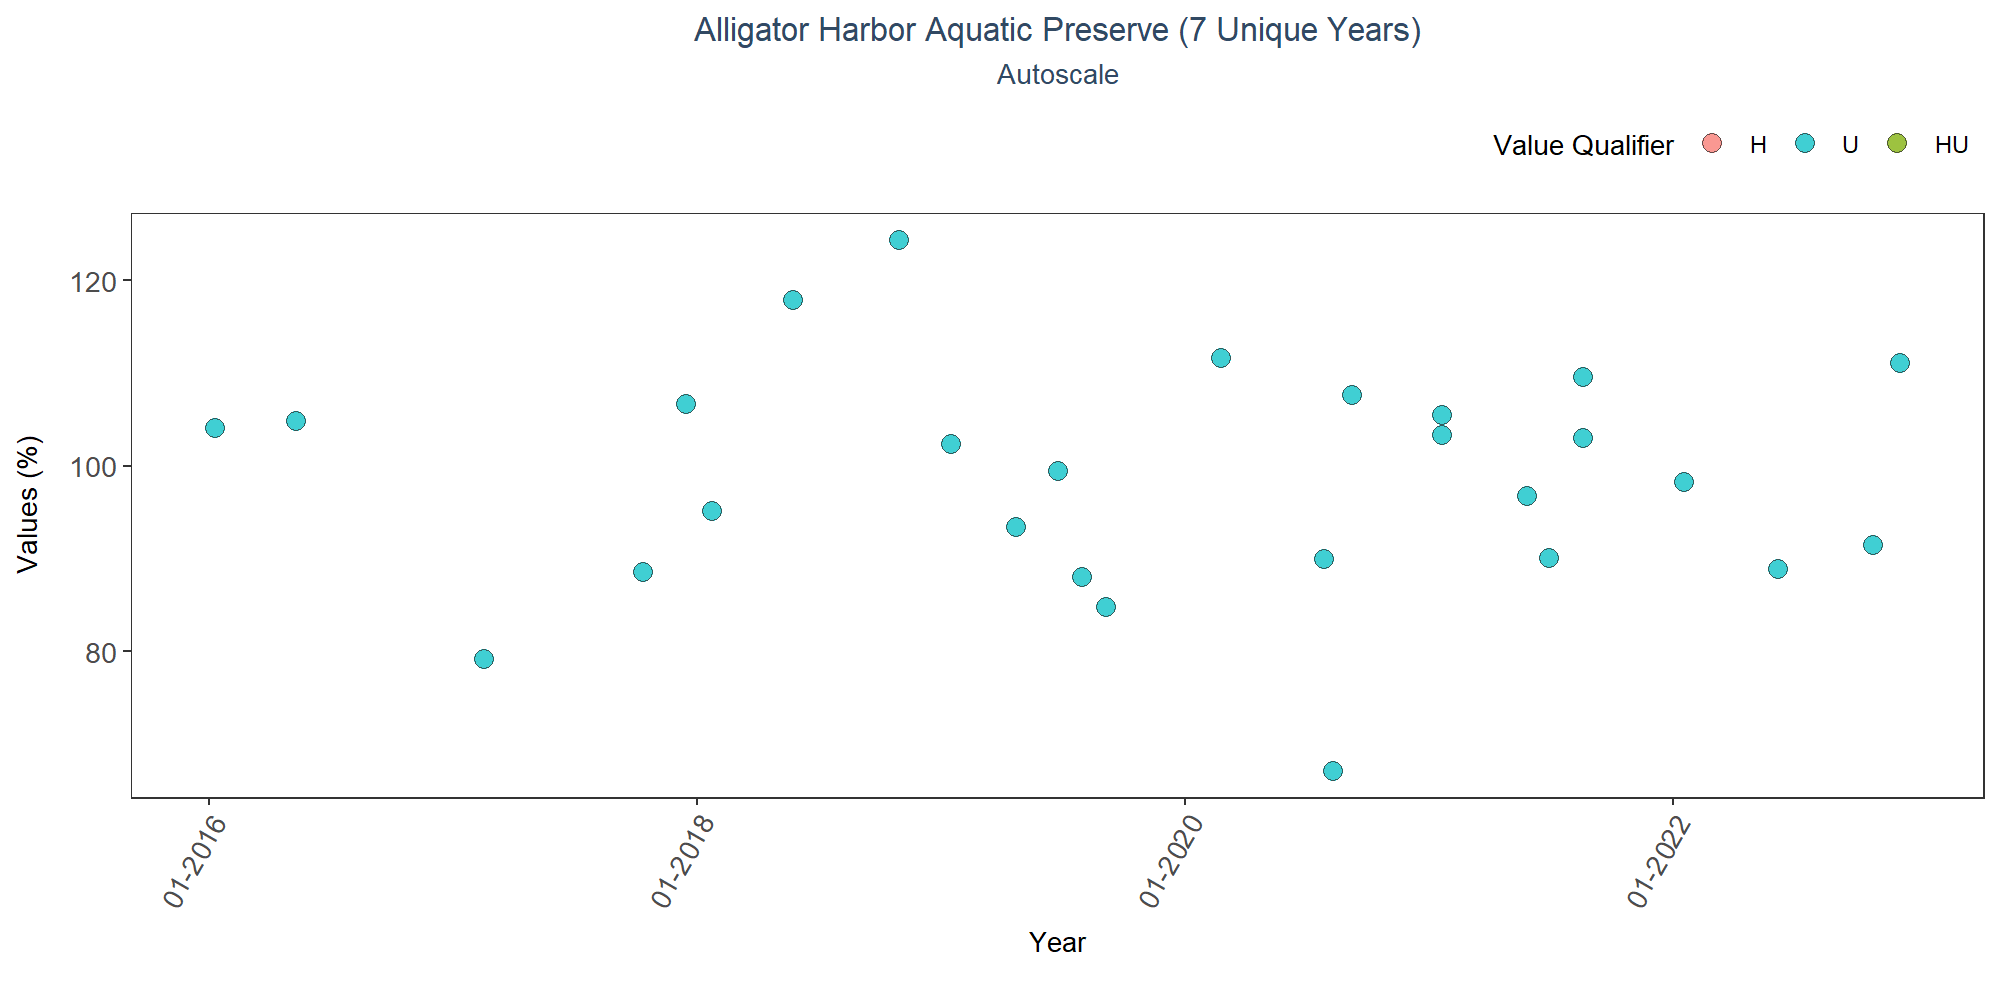 Alligator Harbor Aquatic Preserve (7 Unique Years)
Autoscale
Value Qualifier H U HU
Values (%)
120
100
80
01-2016 01-2018 01-2020 01-2022
Year